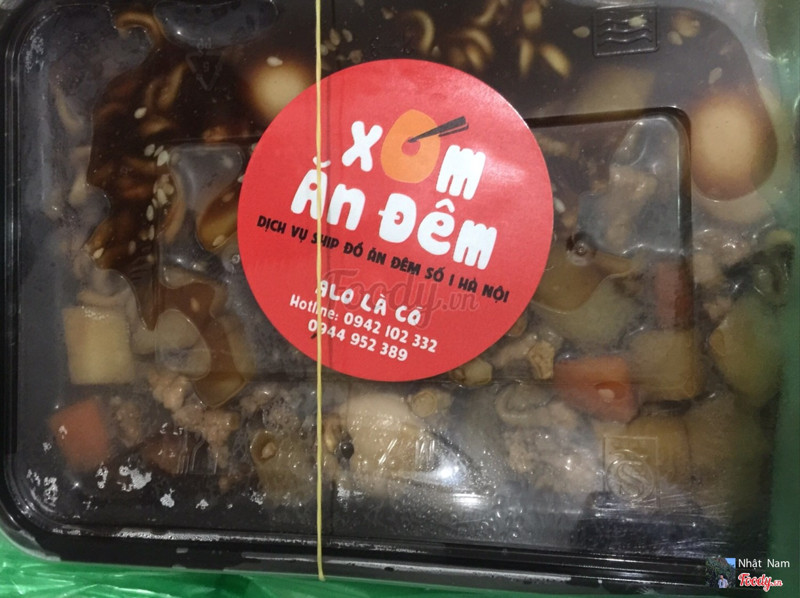 XÓM
ĂN ĐÊM
DỊCH VỤ SHIP ĐỒ ĂN ĐÊM SỐ 1 HÀ NỘI
ALO LÀ CÓ
Hotline: 0942 102 332
0944 952 389
Foody.vn
Nhật Nam
Foody.vn